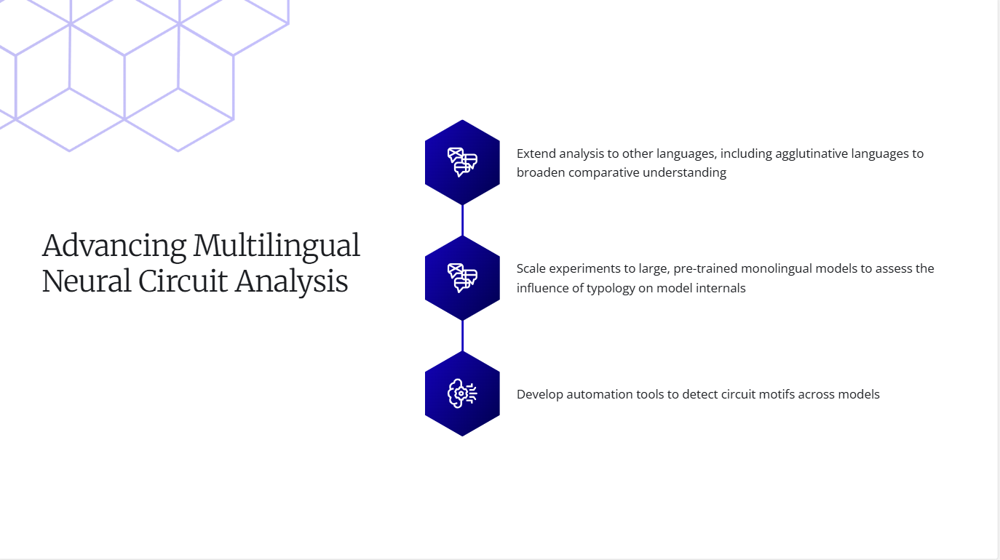 Advancing Multilingual
Neural Circuit Analysis
Extend analysis to other languages, including agglutinative languages to
broaden comparative understanding
Scale experiments to large, pre-trained monolingual models to assess the
influence of typology on model internals
Develop automation tools to detect circuit motifs across models